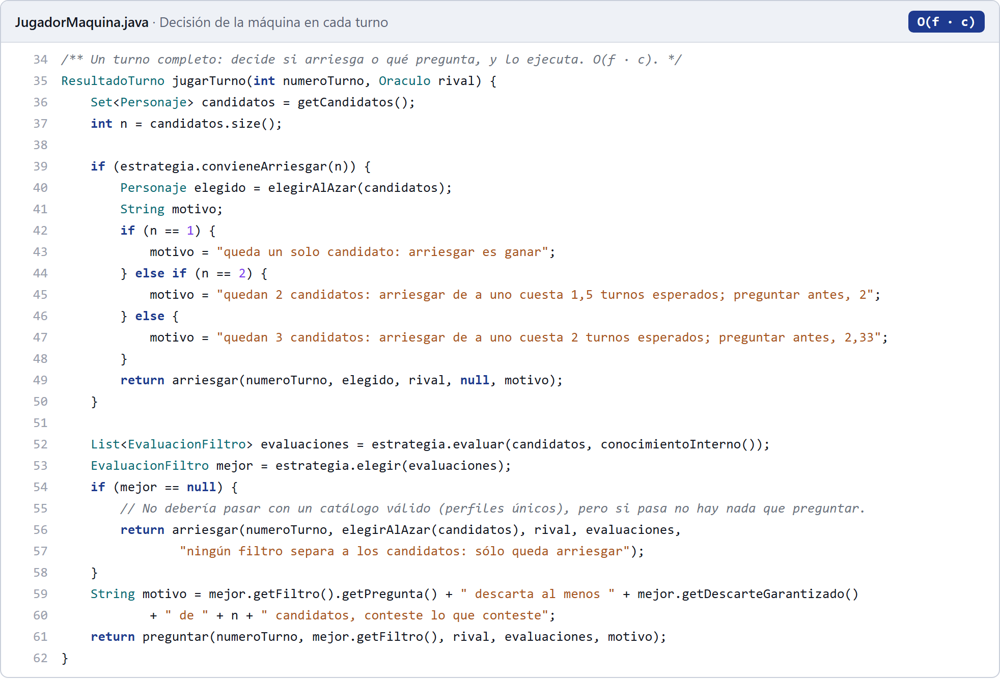 JugadorMaquina.java · Decisión de la máquina en cada turno
O(f · c)
34 /** Un turno completo: decide si arriesga o qué pregunta, y lo ejecuta. O(f · c). */
35 ResultadoTurno jugarTurno(int numeroTurno, Oraculo rival) {
36     Set<Personaje> candidatos = getCandidatos();
37     int n = candidatos.size();
38
39     if (estrategia.convieneArriesgar(n)) {
40         Personaje elegido = elegirAlAzar(candidatos);
41         String motivo;
42         if (n == 1) {
43             motivo = "queda un solo candidato: arriesgar es ganar";
44         } else if (n == 2) {
45             motivo = "quedan 2 candidatos: arriesgar de a uno cuesta 1,5 turnos esperados; preguntar antes, 2";
46         } else {
47             motivo = "quedan 3 candidatos: arriesgar de a uno cuesta 2 turnos esperados; preguntar antes, 2,33";
48         }
49         return arriesgar(numeroTurno, elegido, rival, null, motivo);
50     }
51
52     List<EvaluacionFiltro> evaluaciones = estrategia.evaluar(candidatos, conocimientoInterno());
53     EvaluacionFiltro mejor = estrategia.elegir(evaluaciones);
54     if (mejor == null) {
55         // No debería pasar con un catálogo válido (perfiles únicos), pero si pasa no hay nada que preguntar.
56         return arriesgar(numeroTurno, elegirAlAzar(candidatos), rival, evaluaciones,
57                 "ningún filtro separa a los candidatos: sólo queda arriesgar");
58     }
59     String motivo = mejor.getFiltro().getPregunta() + " descarta al menos " + mejor.getDescarteGarantizado()
60             + " de " + n + " candidatos, conteste lo que conteste";
61     return preguntar(numeroTurno, mejor.getFiltro(), rival, evaluaciones, motivo);
62 }